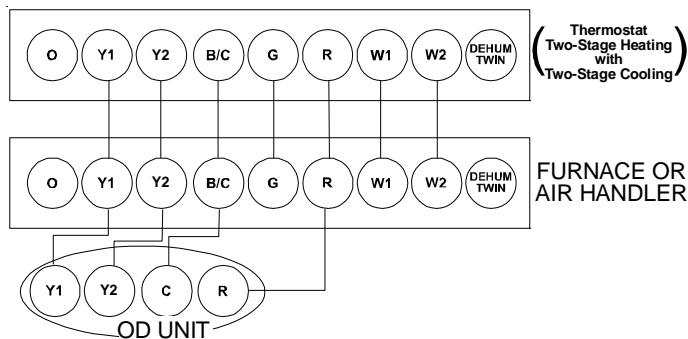 O Y1 Y2 B/C G R W1 W2 DEHUM TWIN
Thermostat
Two-Stage Heating
with
Two-Stage Cooling
O Y1 Y2 B/C G R W1 W2 DEHUM TWIN
FURNACE OR
AIR HANDLER
Y1 Y2 C R
OD UNIT